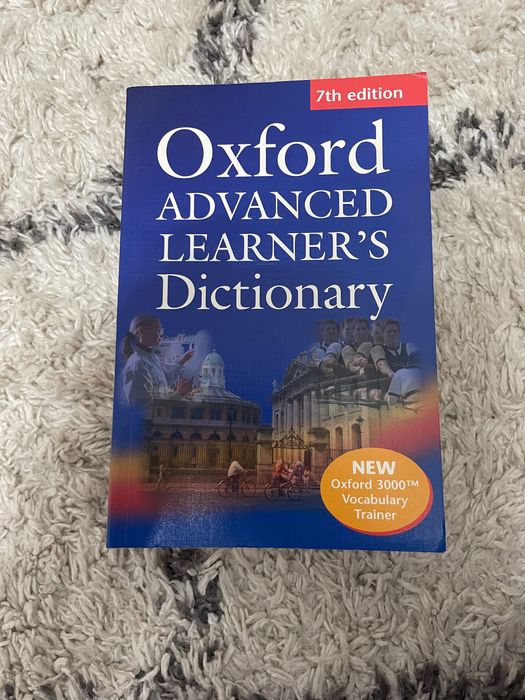 7th edition
Oxford
ADVANCED
LEARNER'S
Dictionary
NEW
Oxford 3000™
Vocabulary
Trainer